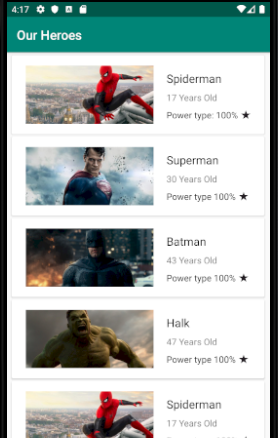 4:17
Our Heroes
Spiderman
17 Years Old
Power type: 100% ★
Superman
30 Years Old
Power type 100% ★
Batman
43 Years Old
Power type 100% ★
Halk
47 Years Old
Power type 100% ★
Spiderman
17 Years Old